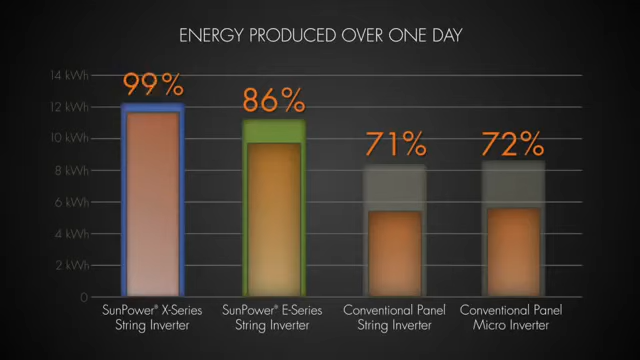 ENERGY PRODUCED OVER ONE DAY
14 kWh
12 kWh
10 kWh
8 kWh
6 kWh
4 kWh
2 kWh
0
99%
86%
71%
72%
SunPower® X-Series
String Inverter
SunPower® E-Series
String Inverter
Conventional Panel
String Inverter
Conventional Panel
Micro Inverter